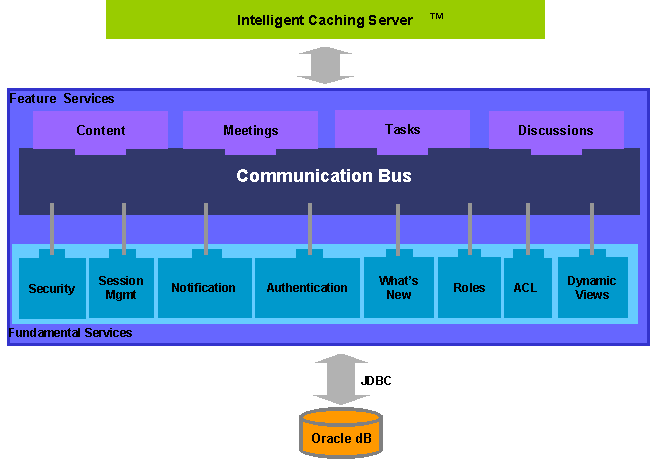 Intelligent Caching Server TM
Feature Services
Content
Meetings
Tasks
Discussions
Communication Bus
Security
Session
Mgmt
Notification
Authentication
What's
New
Roles
ACL
Dynamic
Views
Fundamental Services
JDBC
Oracle dB